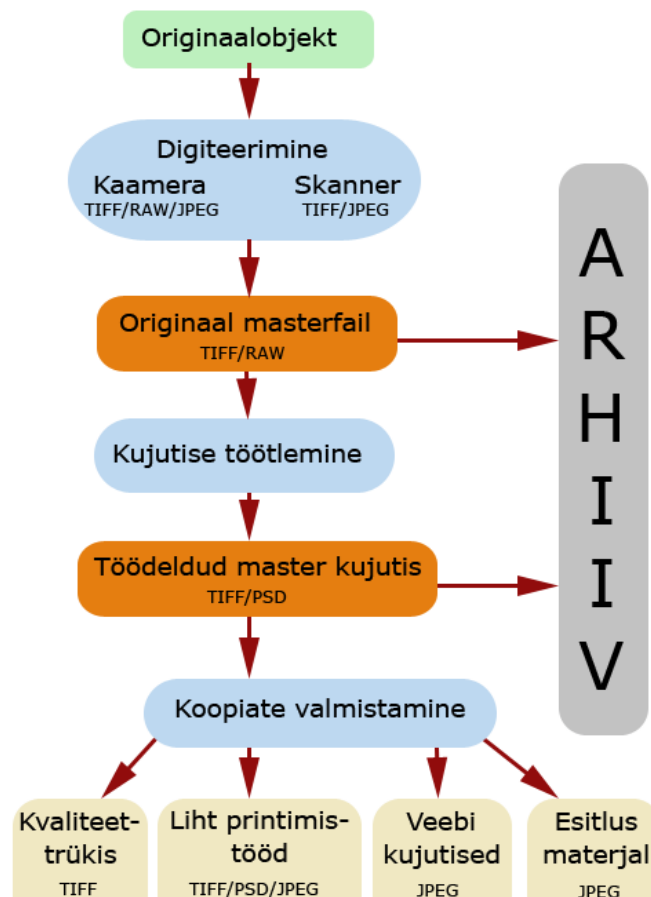 Originaalobjekt
Digiteerimine
Kaamera
TIFF/RAW/JPEG
Skanner
TIFF/JPEG
Originaal masterfail
TIFF/RAW
Kujutise töötlemine
Töödeldud master kujutis
TIFF/PSD
Koopiate valmistamine
Kvaliteet-
trükis
TIFF
Liht printimis-
tööd
TIFF/PSD/JPEG
Veebi
kujutised
JPEG
Esitlus
materjal
JPEG
ARHIIV